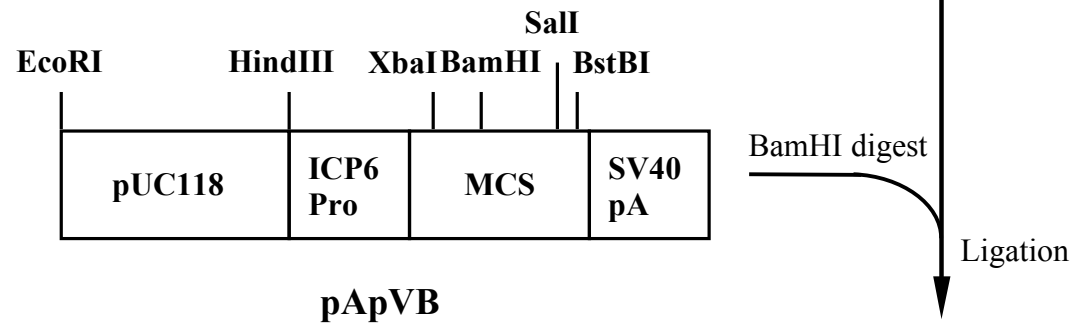 SalI
EcoRI HindIII XbaI BamHI BstBI
BamHI digest
pUC118 ICP6 Pro MCS SV40 pA
Ligation
pApVB